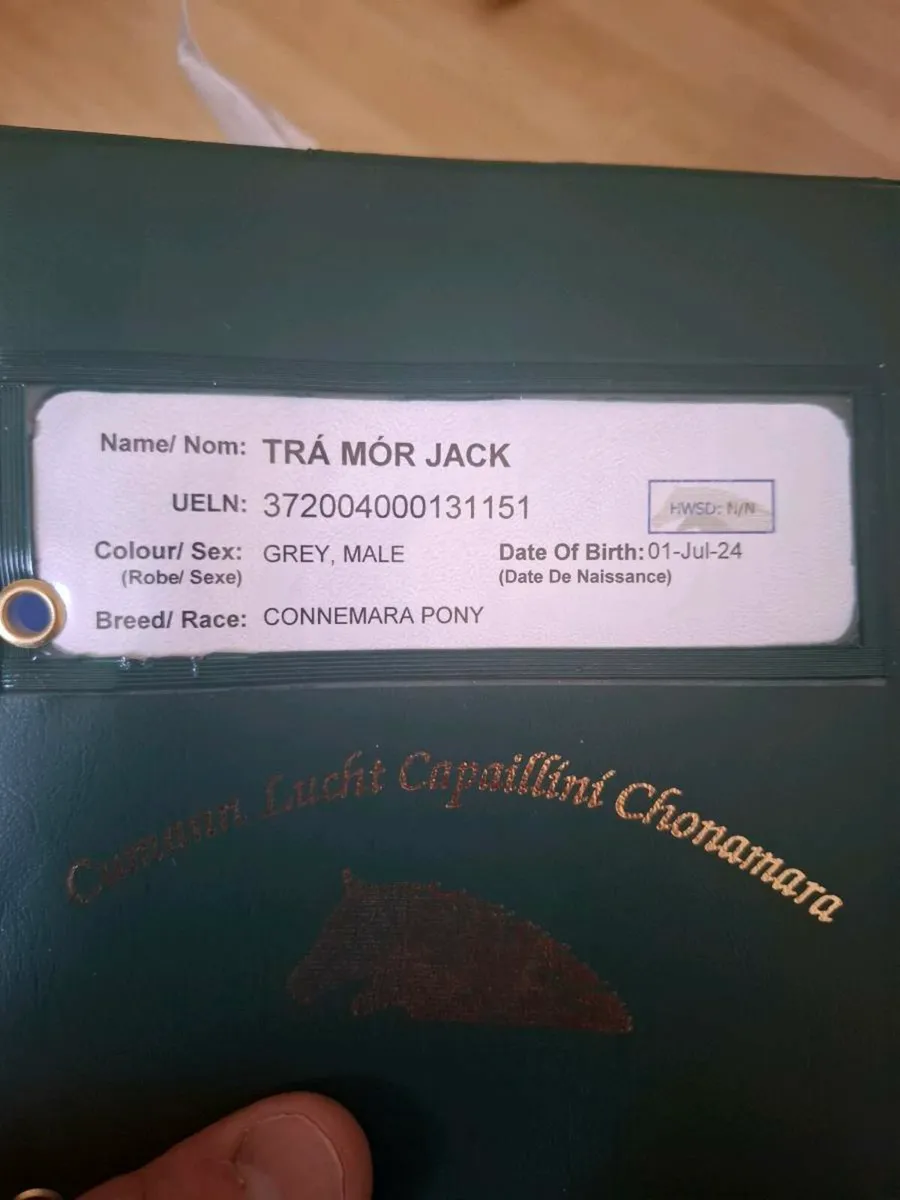 Name/ Nom: TRÁ MÓR JACK
UELN: 372004000131151
HWSD: N/N
Colour/ Sex: GREY, MALE Date Of Birth: 01-Jul-24
(Robe/ Sexe) (Date De Naissance)
Breed/ Race: CONNEMARA PONY
Cumann Lucht Capaillíní Chonamara